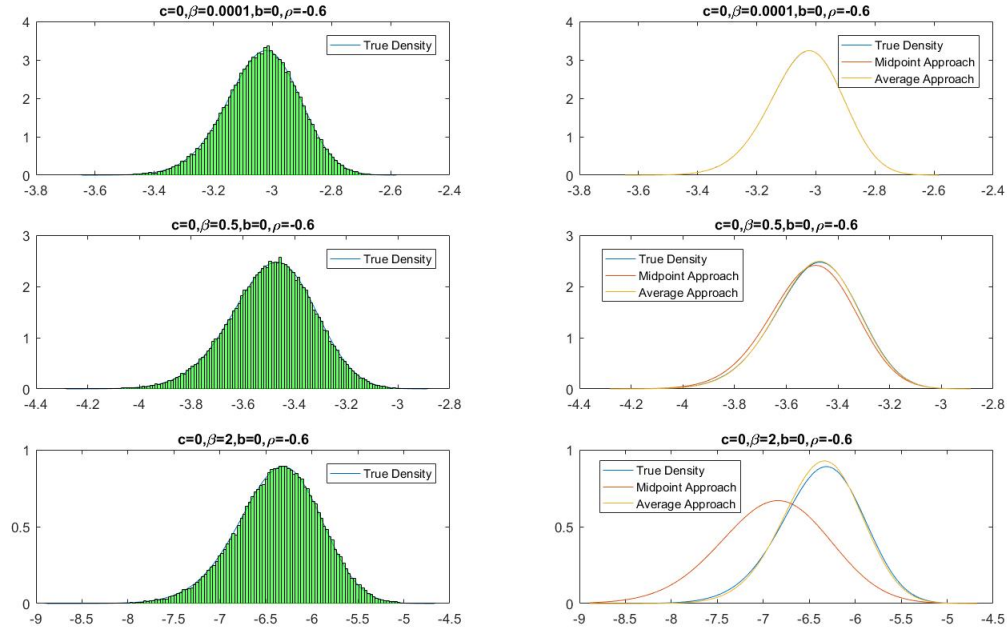 c=0,β=0.0001,b=0,ρ=-0.6
4
3
2
1
0
True Density
-3.8 -3.6 -3.4 -3.2 -3 -2.8 -2.6 -2.4
c=0,β=0.0001,b=0,ρ=-0.6
4
3
2
1
0
True Density
Midpoint Approach
Average Approach
-3.8 -3.6 -3.4 -3.2 -3 -2.8 -2.6 -2.4
c=0,β=0.5,b=0,ρ=-0.6
3
2
1
0
True Density
-4.4 -4.2 -4 -3.8 -3.6 -3.4 -3.2 -3 -2.8
c=0,β=0.5,b=0,ρ=-0.6
3
2
1
0
True Density
Midpoint Approach
Average Approach
-4.4 -4.2 -4 -3.8 -3.6 -3.4 -3.2 -3 -2.8
c=0,β=2,b=0,ρ=-0.6
1
0.5
0
True Density
-9 -8.5 -8 -7.5 -7 -6.5 -6 -5.5 -5 -4.5
c=0,β=2,b=0,ρ=-0.6
1
0.5
0
True Density
Midpoint Approach
Average Approach
-9 -8.5 -8 -7.5 -7 -6.5 -6 -5.5 -5 -4.5